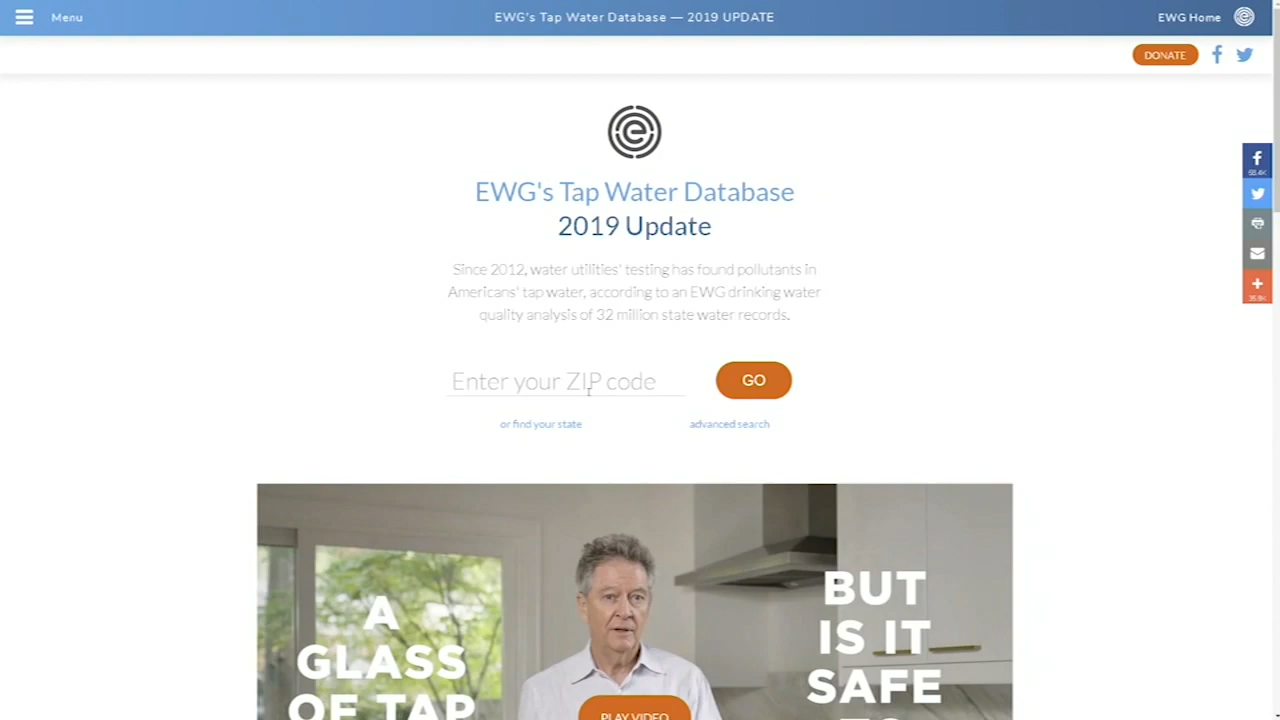 Menu
EWG's Tap Water Database — 2019 UPDATE
EWG Home
DONATE
68.4K
EWG's Tap Water Database
2019 Update
Since 2012, water utilities' testing has found pollutants in
Americans' tap water, according to an EWG drinking water
quality analysis of 32 million state water records.
Enter your ZIP code
GO
or find your state
advanced search
A
GLASS
OF TAP
BUT
IS IT
SAFE
TO
PLAY VIDEO